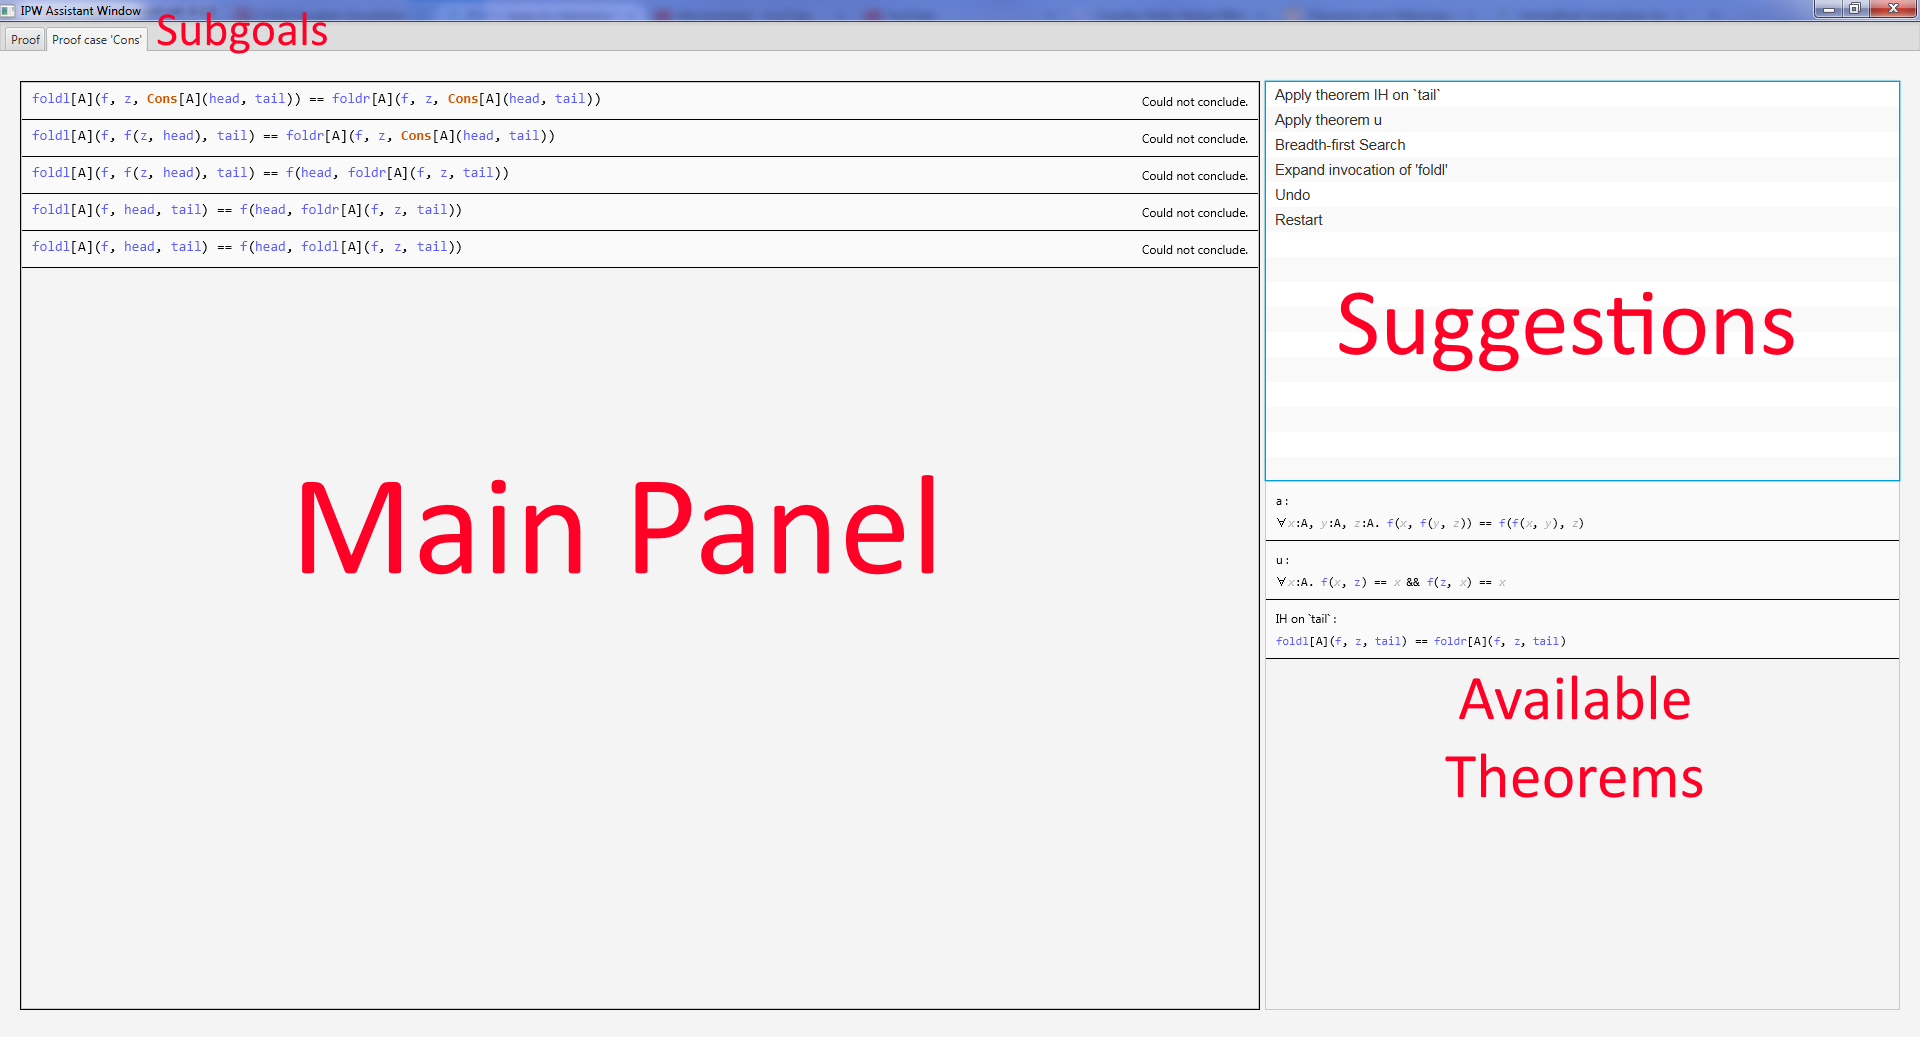 IPW Assistant Window
Proof
Proof case 'Cons'
Subgoals
foldl[A](f, z, Cons[A](head, tail)) == foldr[A](f, z, Cons[A](head, tail))
Could not conclude.
foldl[A](f, f(z, head), tail) == foldr[A](f, z, Cons[A](head, tail))
Could not conclude.
foldl[A](f, f(z, head), tail) == f(head, foldr[A](f, z, tail))
Could not conclude.
foldl[A](f, head, tail) == f(head, foldr[A](f, z, tail))
Could not conclude.
foldl[A](f, head, tail) == f(head, foldl[A](f, z, tail))
Could not conclude.
Main Panel
Apply theorem IH on `tail`
Apply theorem u
Breadth-first Search
Expand invocation of 'foldl'
Undo
Restart
Suggestions
a:
∀x:A, y:A, z:A. f(x, f(y, z)) == f(f(x, y), z)
u:
∀x:A. f(x, z) == x && f(z, x) == x
IH on `tail`:
foldl[A](f, z, tail) == foldr[A](f, z, tail)
Available
Theorems